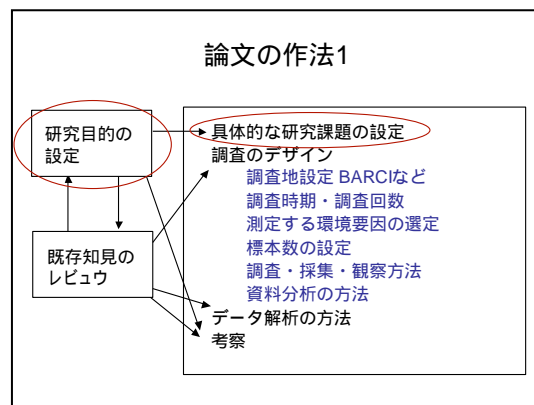 論文の作法1
研究目的の
設定
既存知見の
レビュウ
具体的な研究課題の設定
調査のデザイン
調査地設定 BARCIなど
調査時期・調査回数
測定する環境要因の選定
標本数の設定
調査・採集・観察方法
資料分析の方法
データ解析の方法
考察